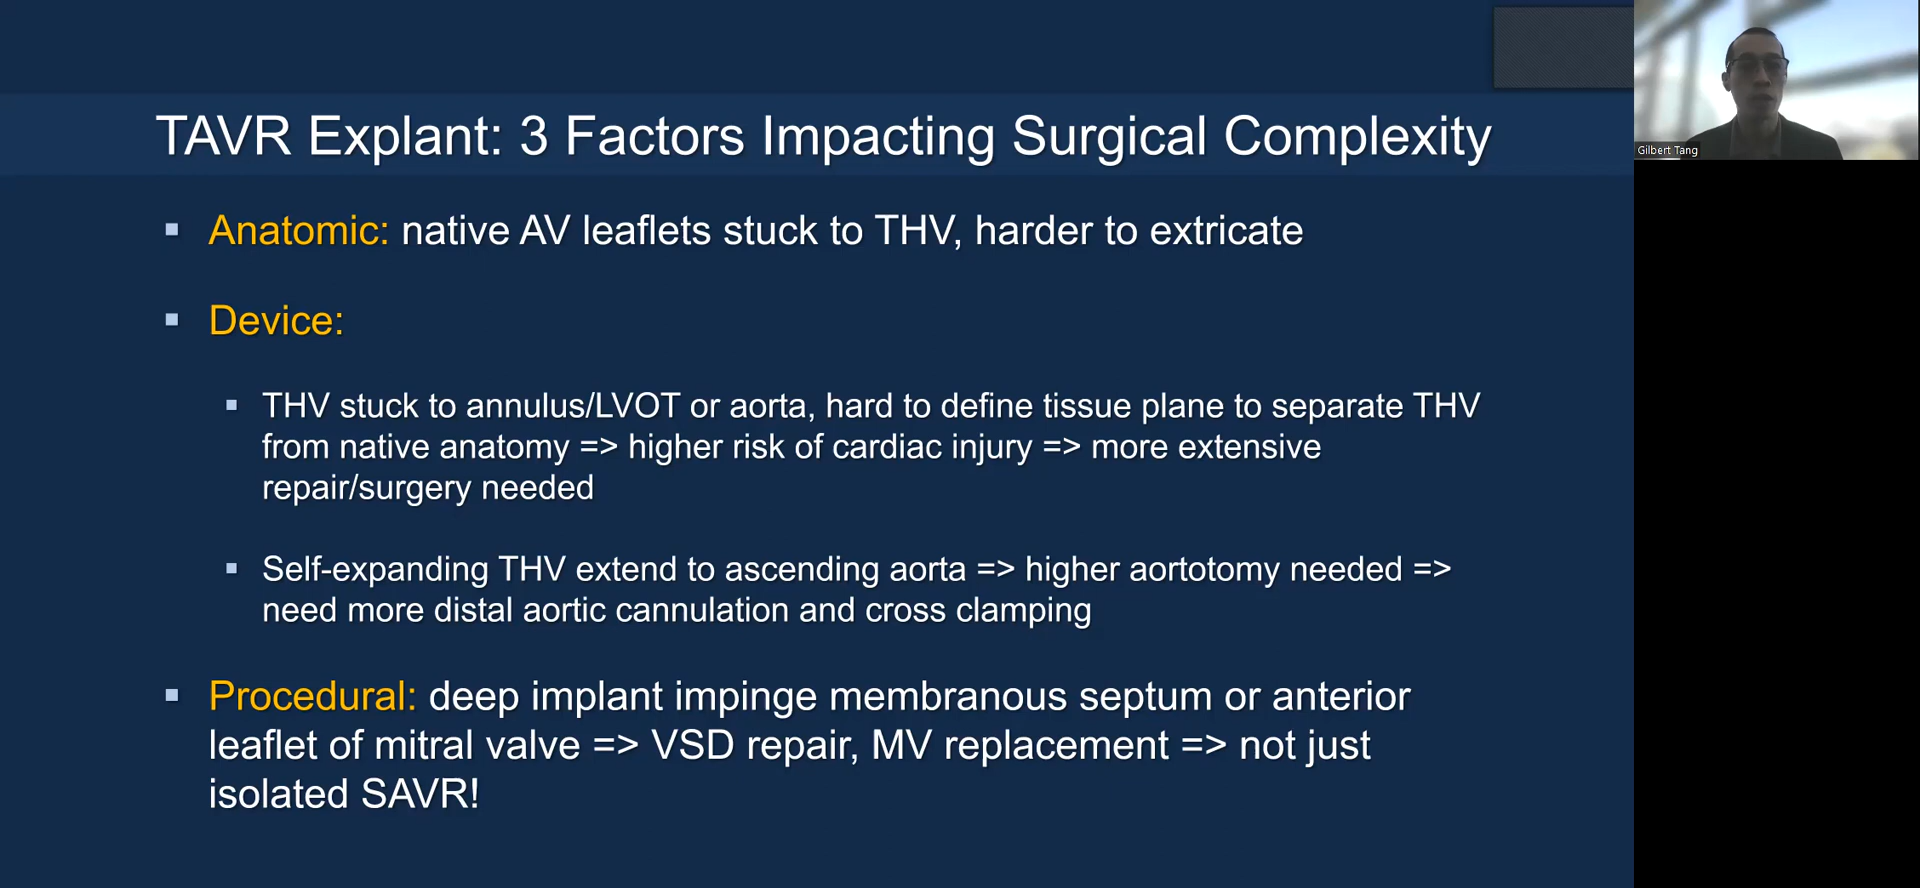 TAVR Explant: 3 Factors Impacting Surgical Complexity
Gilbert Tang
▪ Anatomic: native AV leaflets stuck to THV, harder to extricate
▪ Device:
▪ THV stuck to annulus/LVOT or aorta, hard to define tissue plane to separate THV
from native anatomy => higher risk of cardiac injury => more extensive
repair/surgery needed
▪ Self-expanding THV extend to ascending aorta => higher aortotomy needed =>
need more distal aortic cannulation and cross clamping
▪ Procedural: deep implant impinge membranous septum or anterior
leaflet of mitral valve => VSD repair, MV replacement => not just
isolated SAVR!